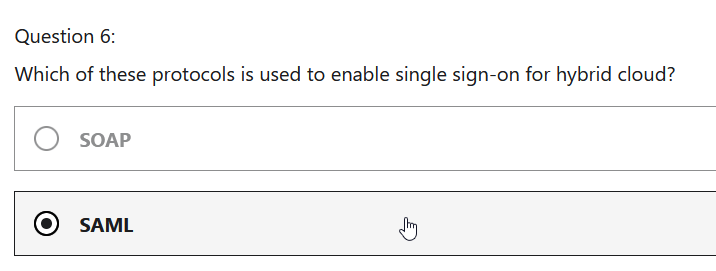 Question 6:
Which of these protocols is used to enable single sign-on for hybrid cloud?
SOAP
SAML